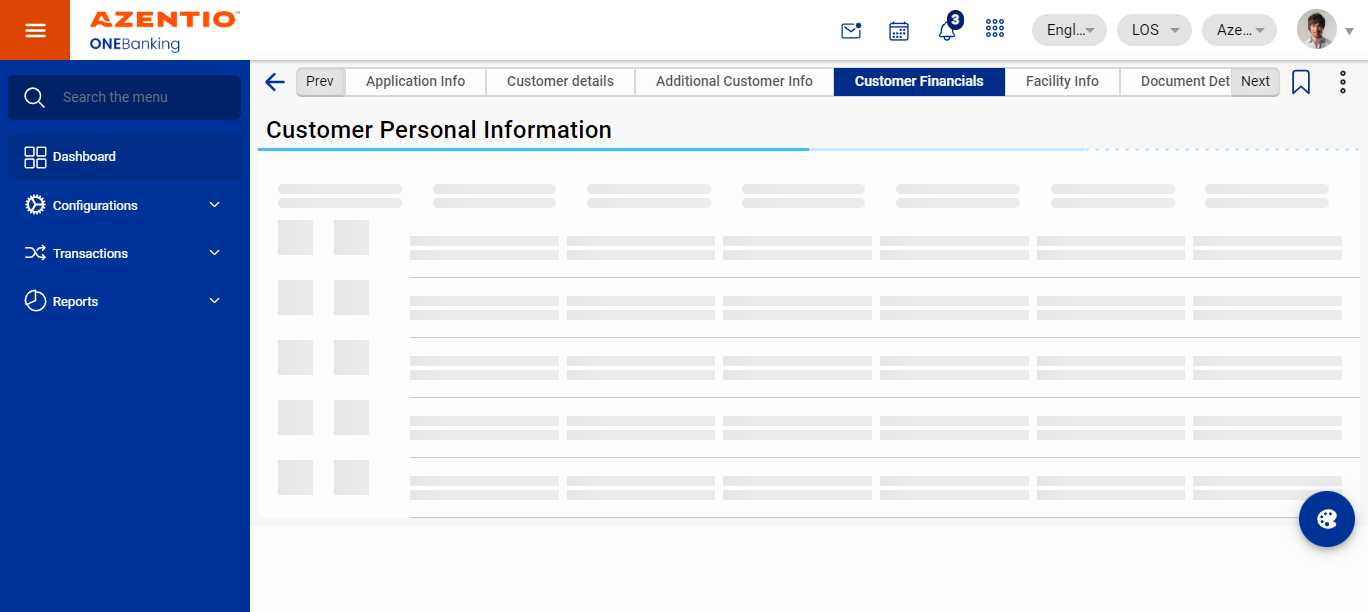 AZENTIO™
ONEBanking
3
Engl...
LOS
Aze...
Search the menu
Dashboard
Configurations
Transactions
Reports
Prev
Application Info
Customer details
Additional Customer Info
Customer Financials
Facility Info
Document Det
Next
Customer Personal Information